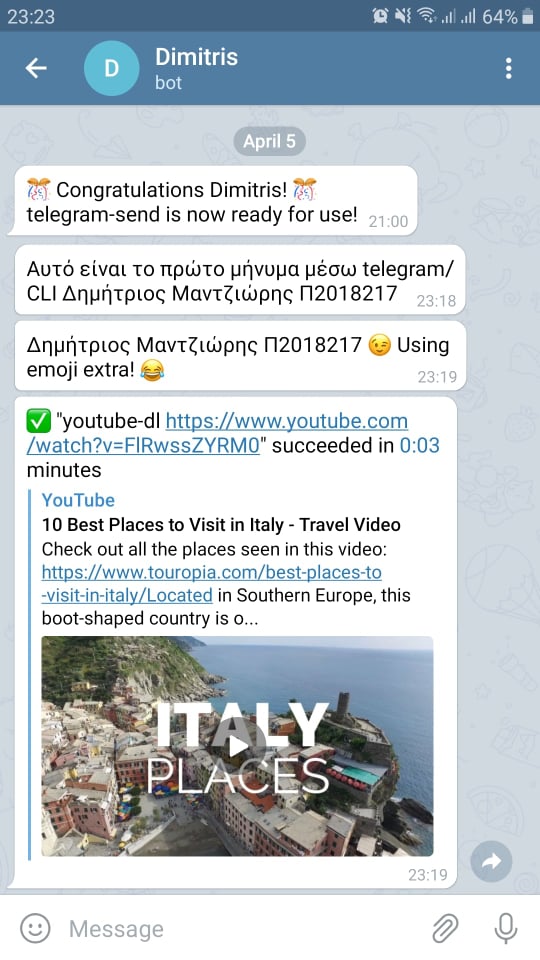 23:23
64%
D
Dimitris
bot
April 5
🎊 Congratulations Dimitris! 🎊
telegram-send is now ready for use! 21:00
Αυτό είναι το πρώτο μήνυμα μέσω telegram/
CLI Δημήτριος Μαντζιώρης Π2018217 23:18
Δημήτριος Μαντζιώρης Π2018217 😉 Using
emoji extra! 😂 23:19
✅ "youtube-dl https://www.youtube.com
/watch?v=FlRwssZYRM0" succeeded in 0:03
minutes
YouTube
10 Best Places to Visit in Italy - Travel Video
Check out all the places seen in this video:
https://www.touropia.com/best-places-to
-visit-in-italy/Located in Southern Europe, this
boot-shaped country is o...
ITALY
PLACES
23:19
Message